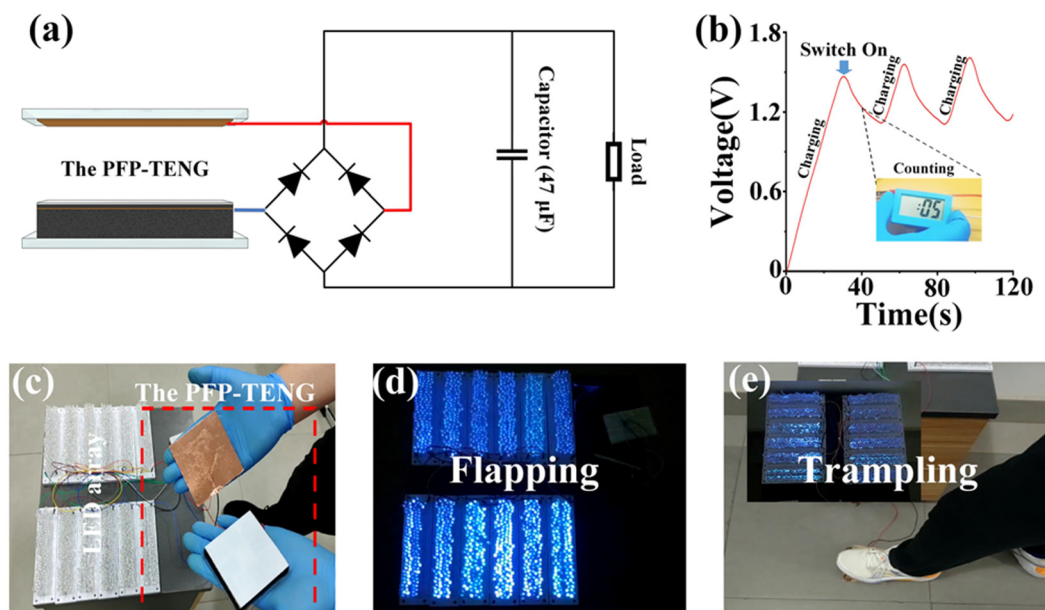 (a)
The PFP-TENG
Capacitor (47 μF)
Load
(b)
Voltage(V)
1.8
1.2
0.6
0
Switch On
Charging
Charging
Charging
Counting
:05
0
40
80
120
Time(s)
(c)
The PFP-TENG
LED array
(d)
Flapping
(e)
Trampling